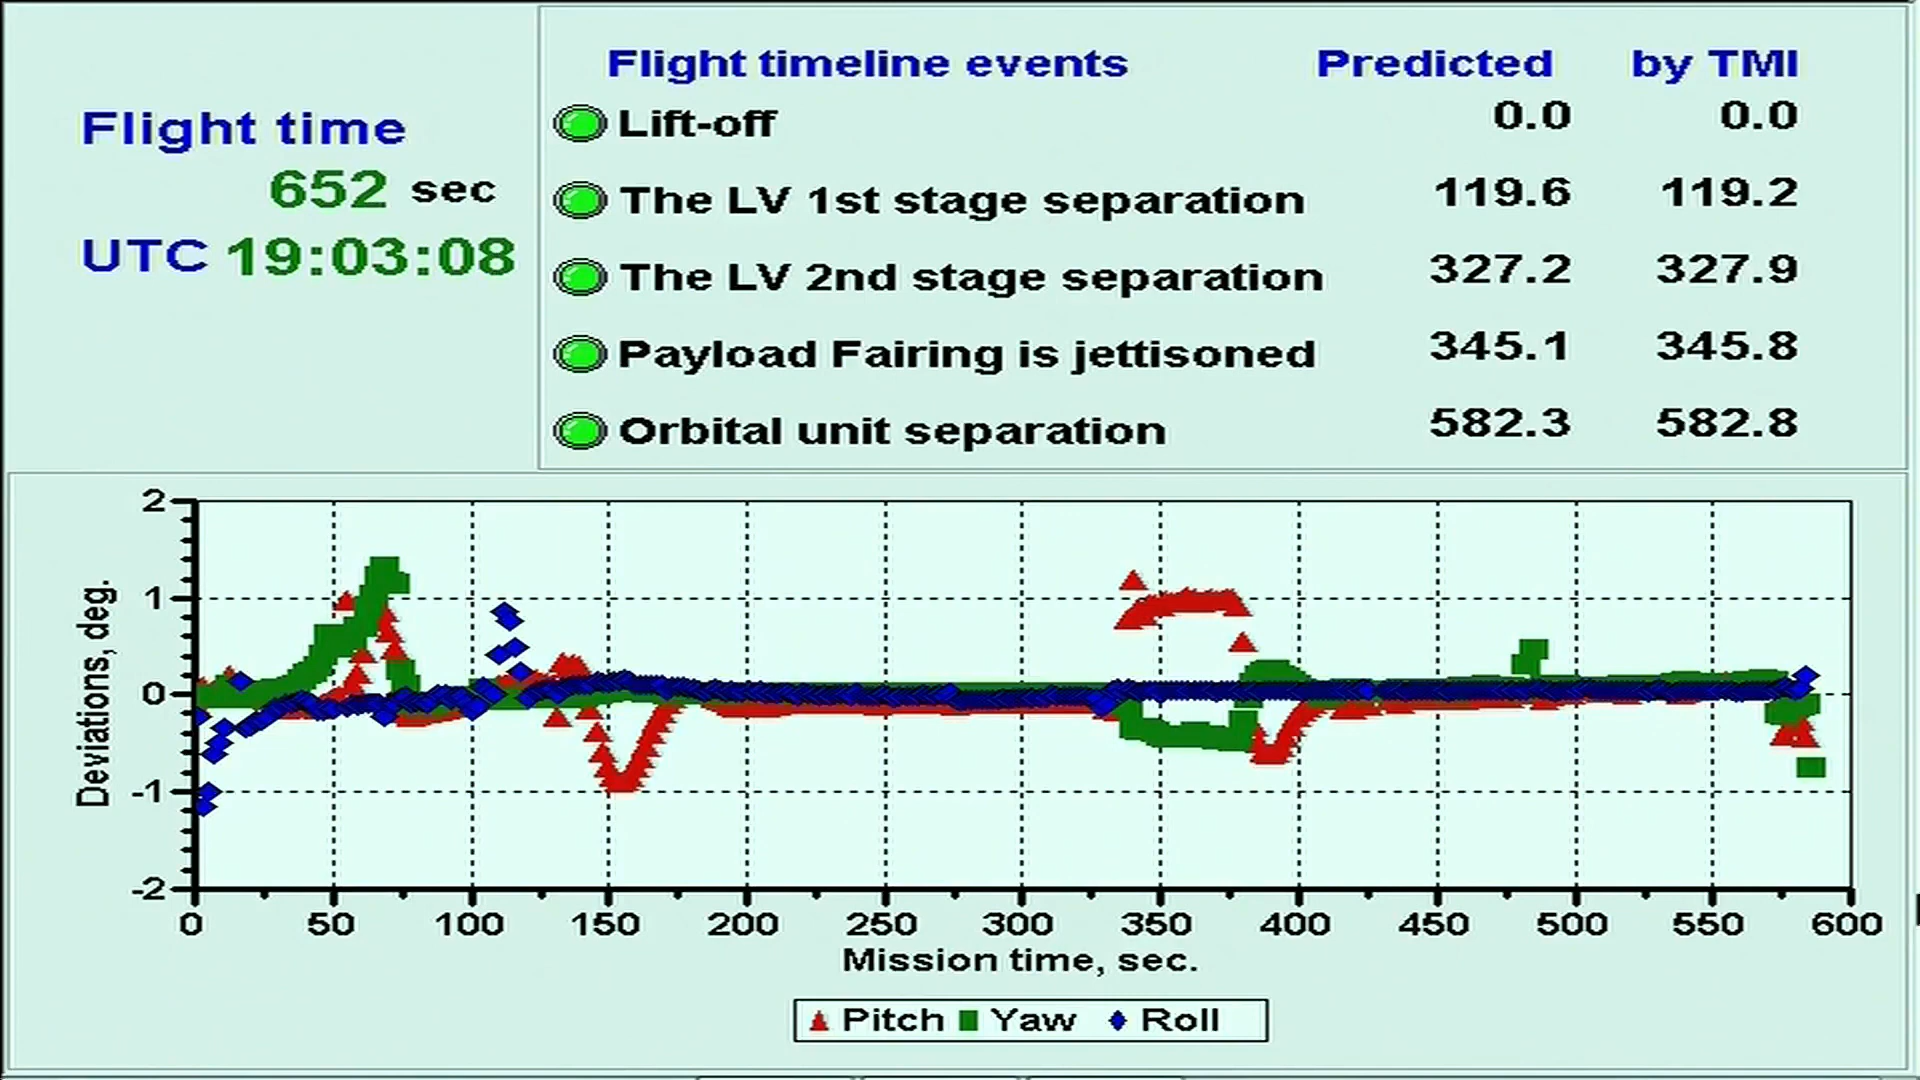 Flight time
652 sec
UTC 19:03:08
Flight timeline events Predicted by TMI
Lift-off 0.0 0.0
The LV 1st stage separation 119.6 119.2
The LV 2nd stage separation 327.2 327.9
Payload Fairing is jettisoned 345.1 345.8
Orbital unit separation 582.3 582.8
Deviations, deg.
2
1
0
-1
-2
0 50 100 150 200 250 300 350 400 450 500 550 600
Mission time, sec.
Pitch Yaw Roll